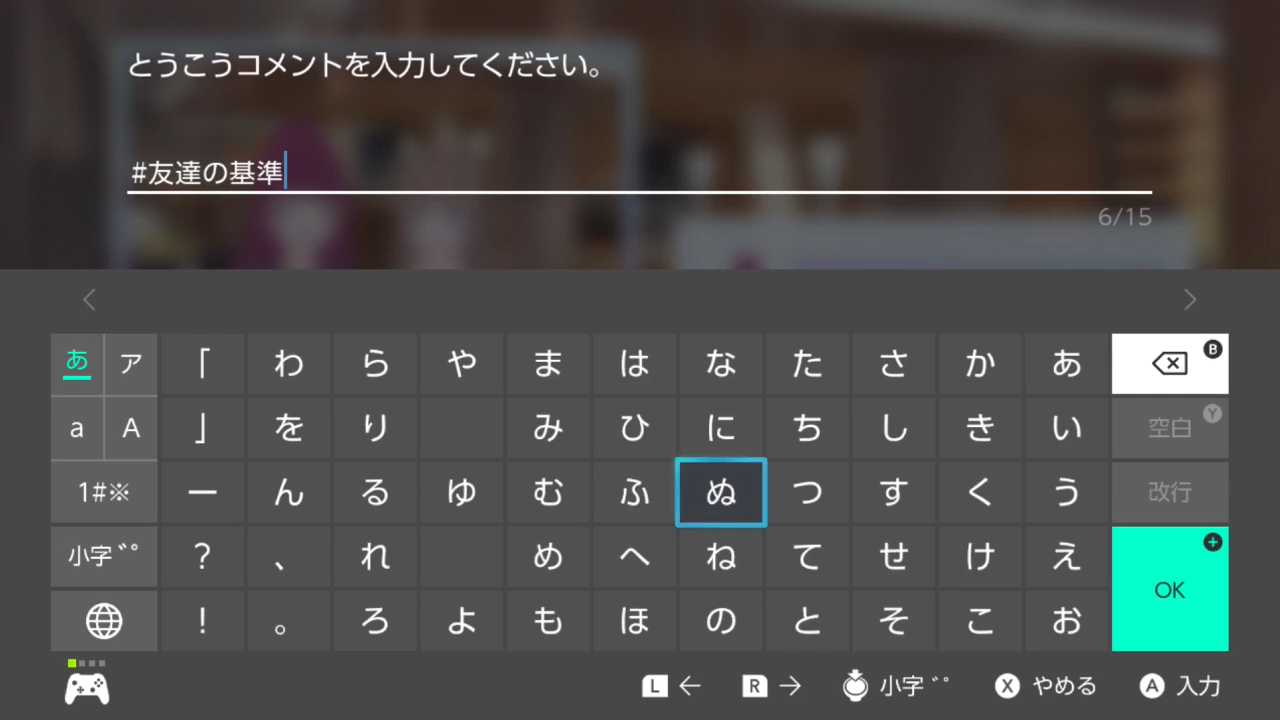 とうこうコメントを入力してください。
#友達の基準
6/15
あ ア 「 わ ら や ま は な た さ か あ B
a A 」 を り み ひ に ち し き い 空白 Y
1#※ ー ん る ゆ む ふ ぬ つ す く う 改行
小字゛゜ ? 、 れ め へ ね て せ け え OK +
! 。 ろ よ も ほ の と そ こ お
L ← R → 小字゛゜ X やめる A 入力